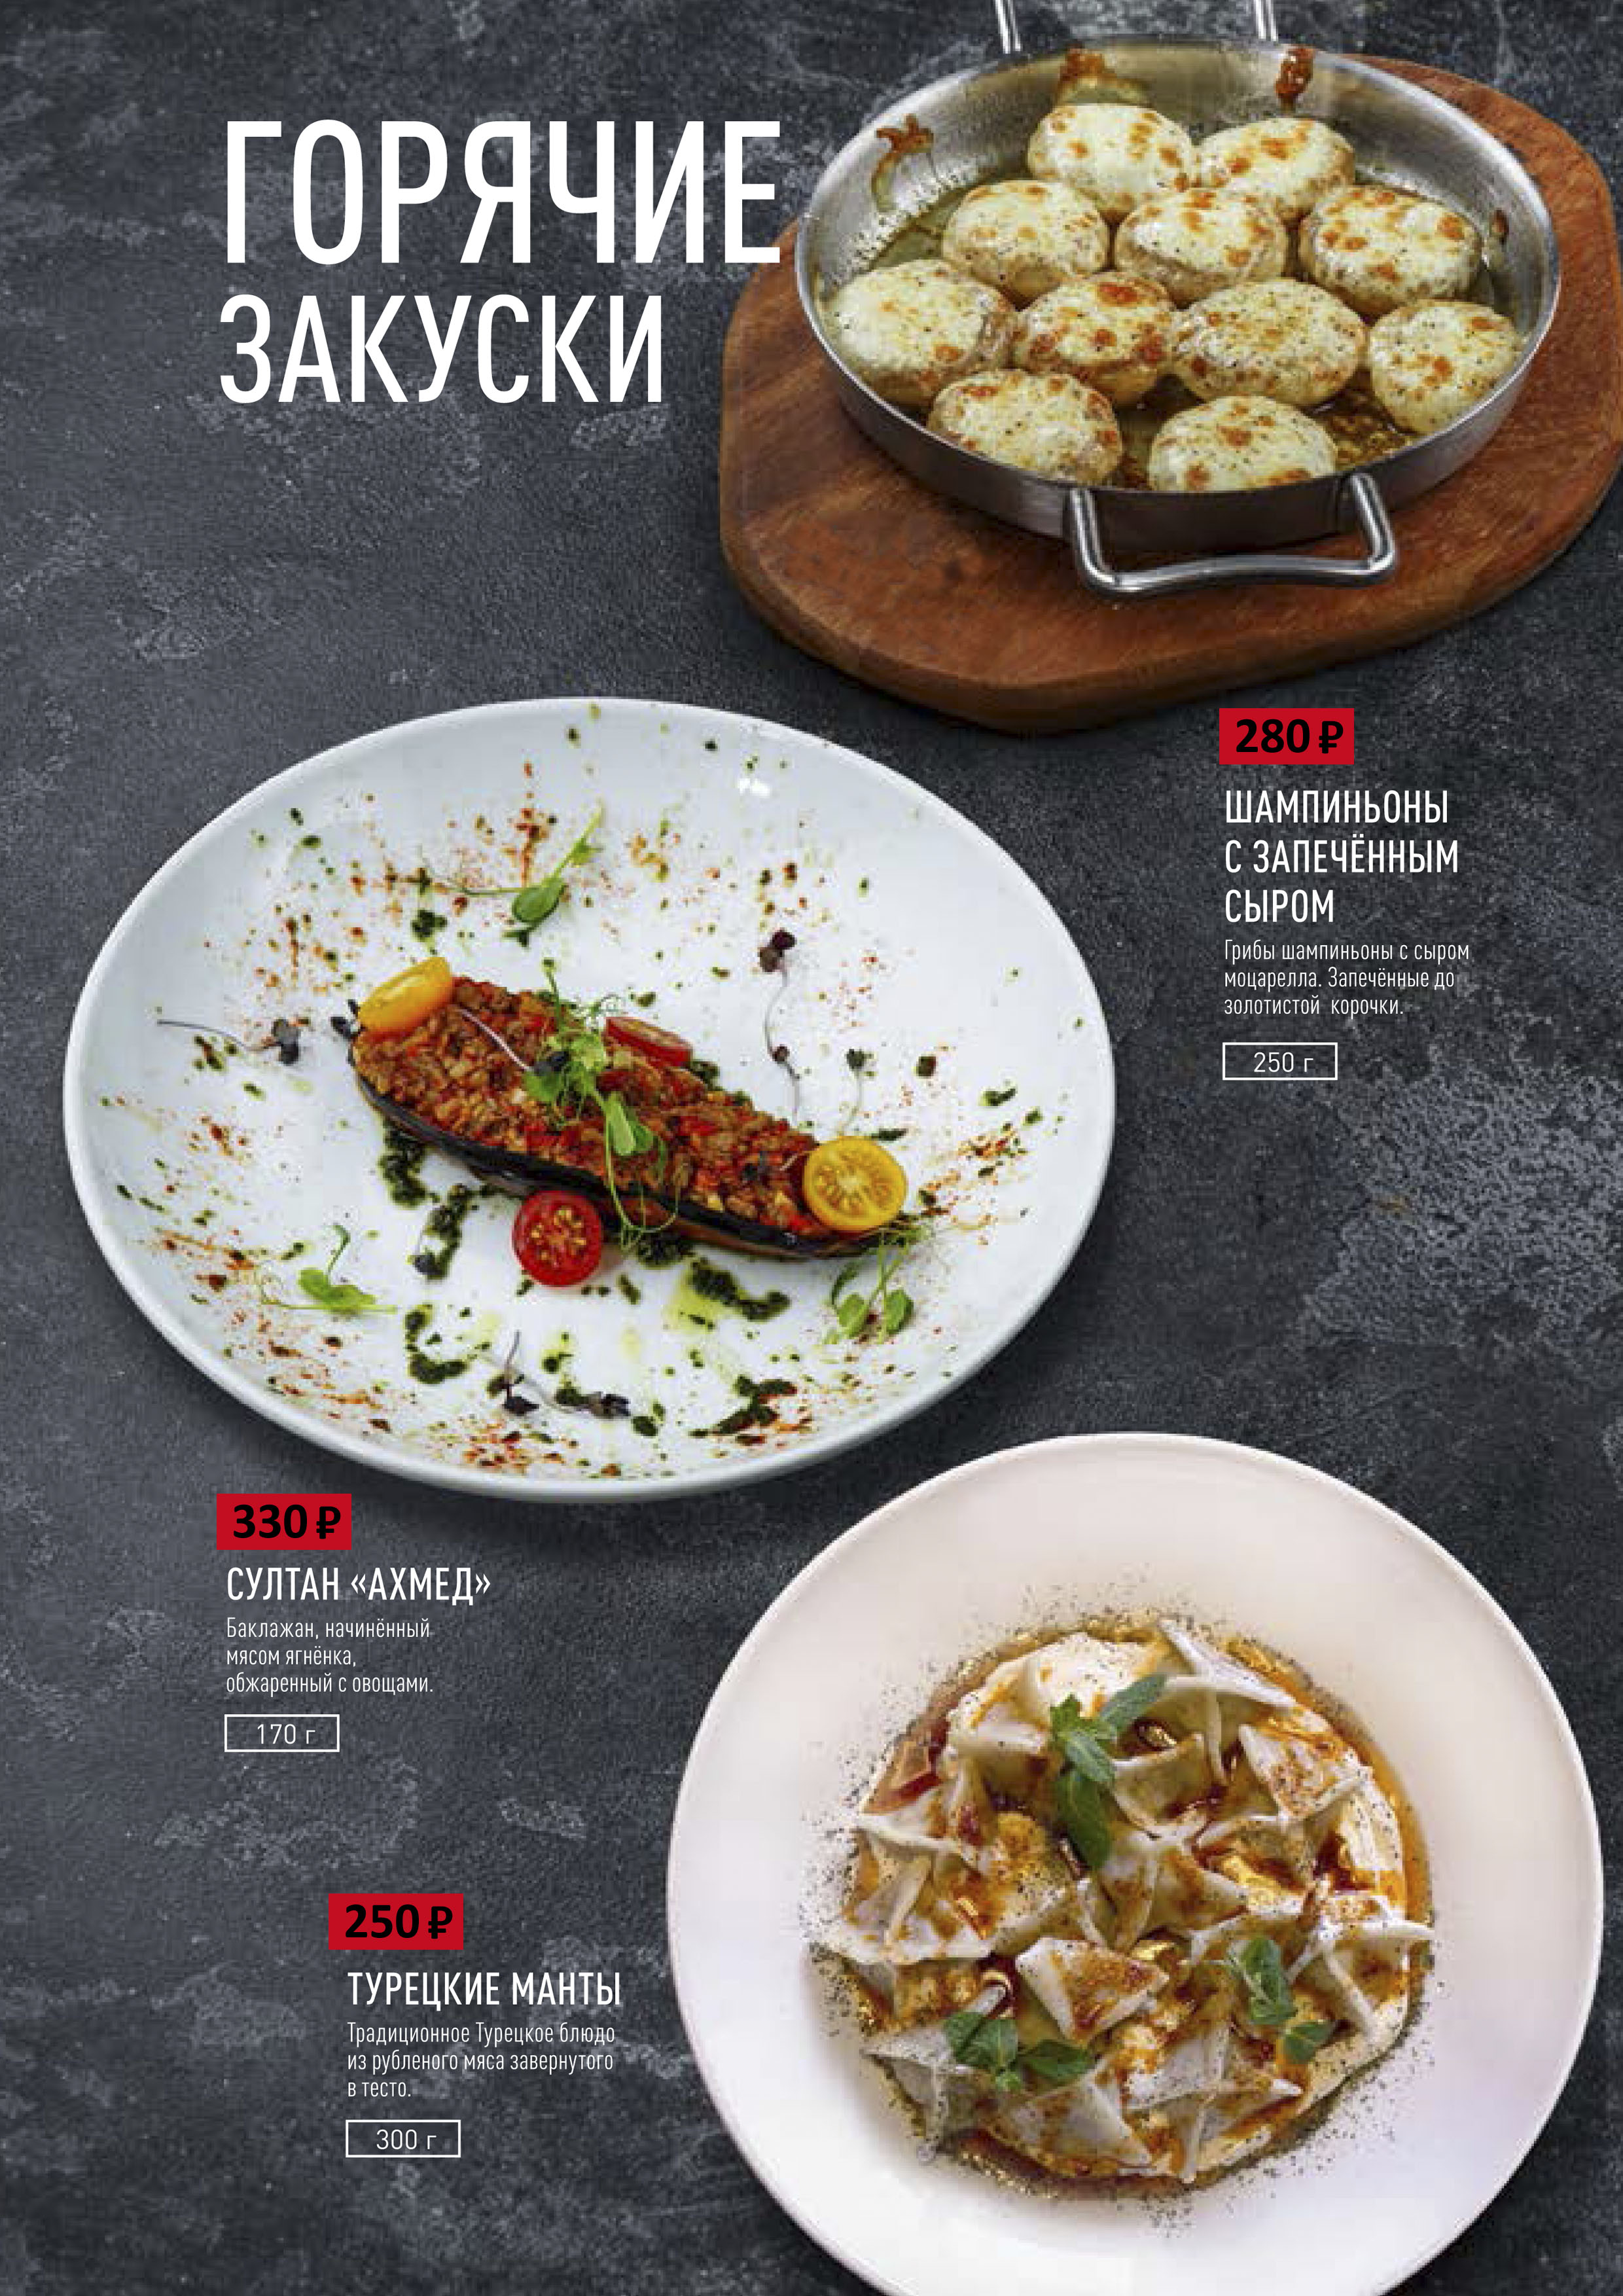 ГОРЯЧИЕ
ЗАКУСКИ
280 ₽
ШАМПИНЬОНЫ
С ЗАПЕЧЁННЫМ
СЫРОМ
Грибы шампиньоны с сыром
моцарелла. Запечённые до
золотистой корочки.
250 г
330 ₽
СУЛТАН «АХМЕД»
Баклажан, начинённый
мясом ягнёнка,
обжаренный с овощами.
170 г
250 ₽
ТУРЕЦКИЕ МАНТЫ
Традиционное Турецкое блюдо
из рубленого мяса завернутого
в тесто.
300 г